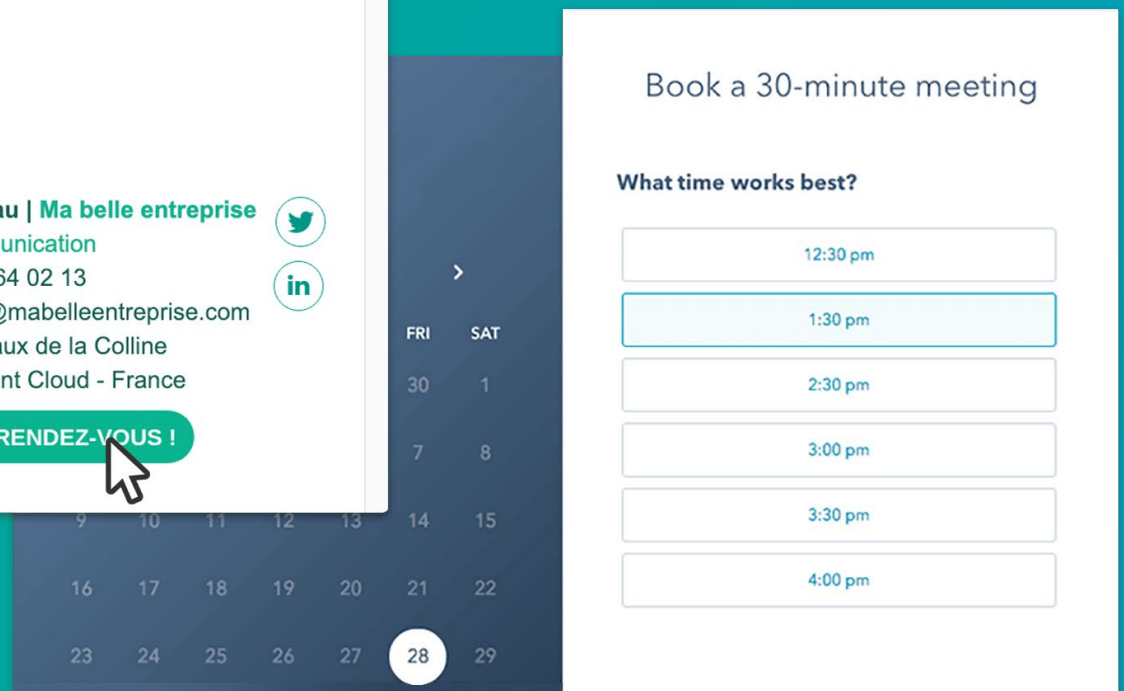 au | Ma belle entreprise
unication
64 02 13
@mabelleentreprise.com
aux de la Colline
nt Cloud - France
RENDEZ-VOUS !
in
FRI SAT
30 1
7 8
9 10 11 12 13 14 15
16 17 18 19 20 21 22
23 24 25 26 27 28 29
Book a 30-minute meeting
What time works best?
12:30 pm
1:30 pm
2:30 pm
3:00 pm
3:30 pm
4:00 pm